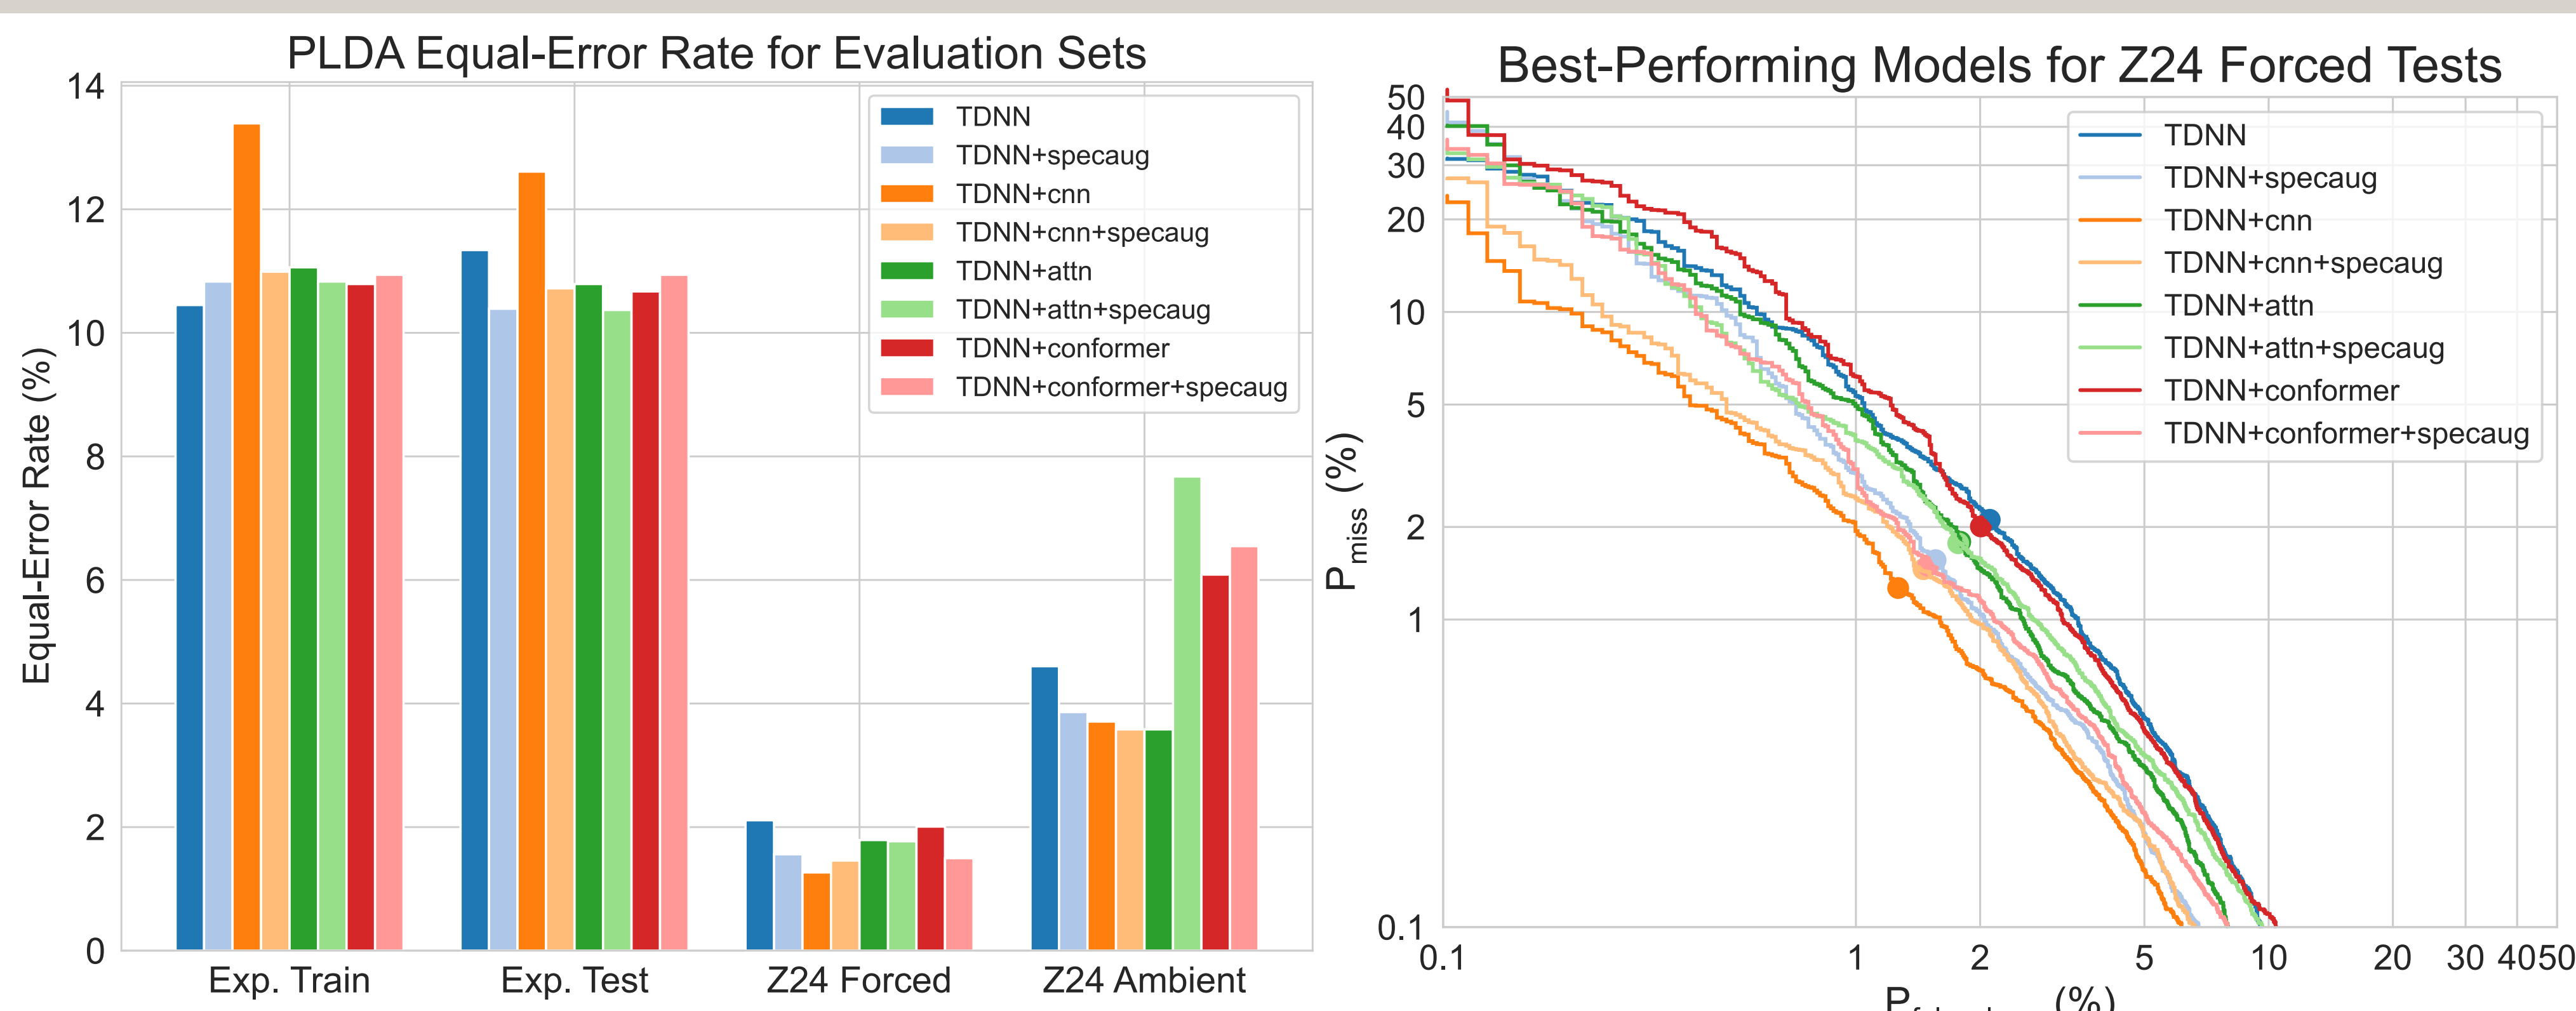 PLDA Equal-Error Rate for Evaluation Sets
Equal-Error Rate (%)
14
12
10
8
6
4
2
0
TDNN
TDNN+specaug
TDNN+cnn
TDNN+cnn+specaug
TDNN+attn
TDNN+attn+specaug
TDNN+conformer
TDNN+conformer+specaug
Exp. Train
Exp. Test
Z24 Forced
Z24 Ambient
Best-Performing Models for Z24 Forced Tests
Pmiss (%)
50
40
30
20
10
5
2
1
0.1
TDNN
TDNN+specaug
TDNN+cnn
TDNN+cnn+specaug
TDNN+attn
TDNN+attn+specaug
TDNN+conformer
TDNN+conformer+specaug
0.1
1
2
5
10
20
30
40
50
(%)